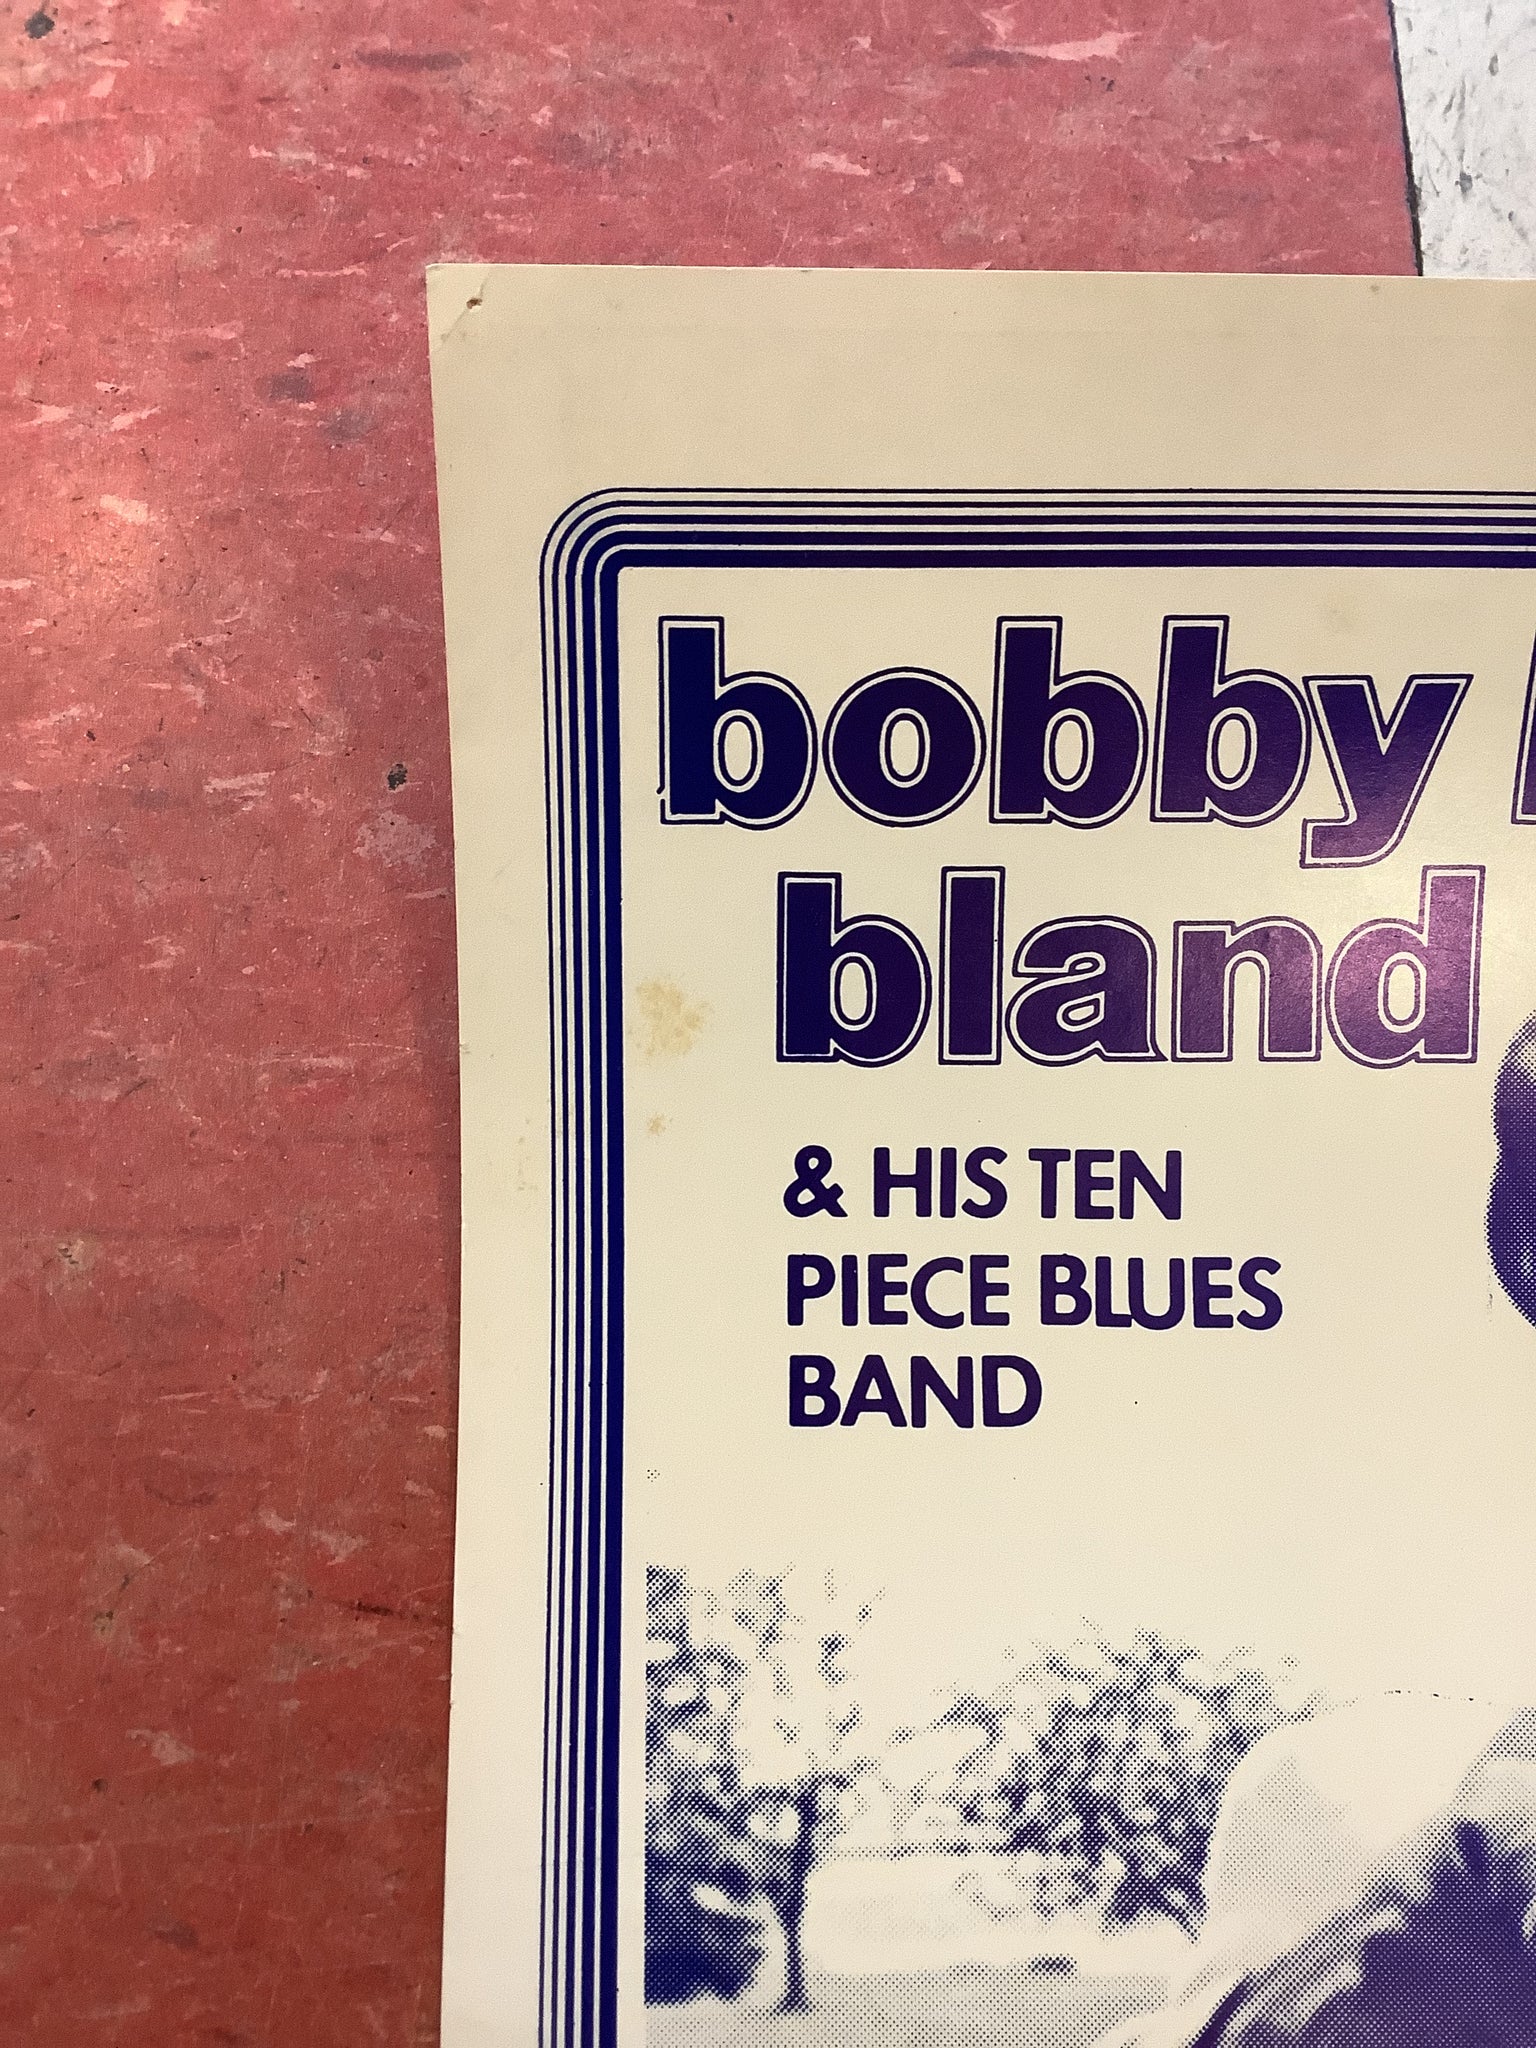 bobby b
bland
& HIS TEN
PIECE BLUES
BAND